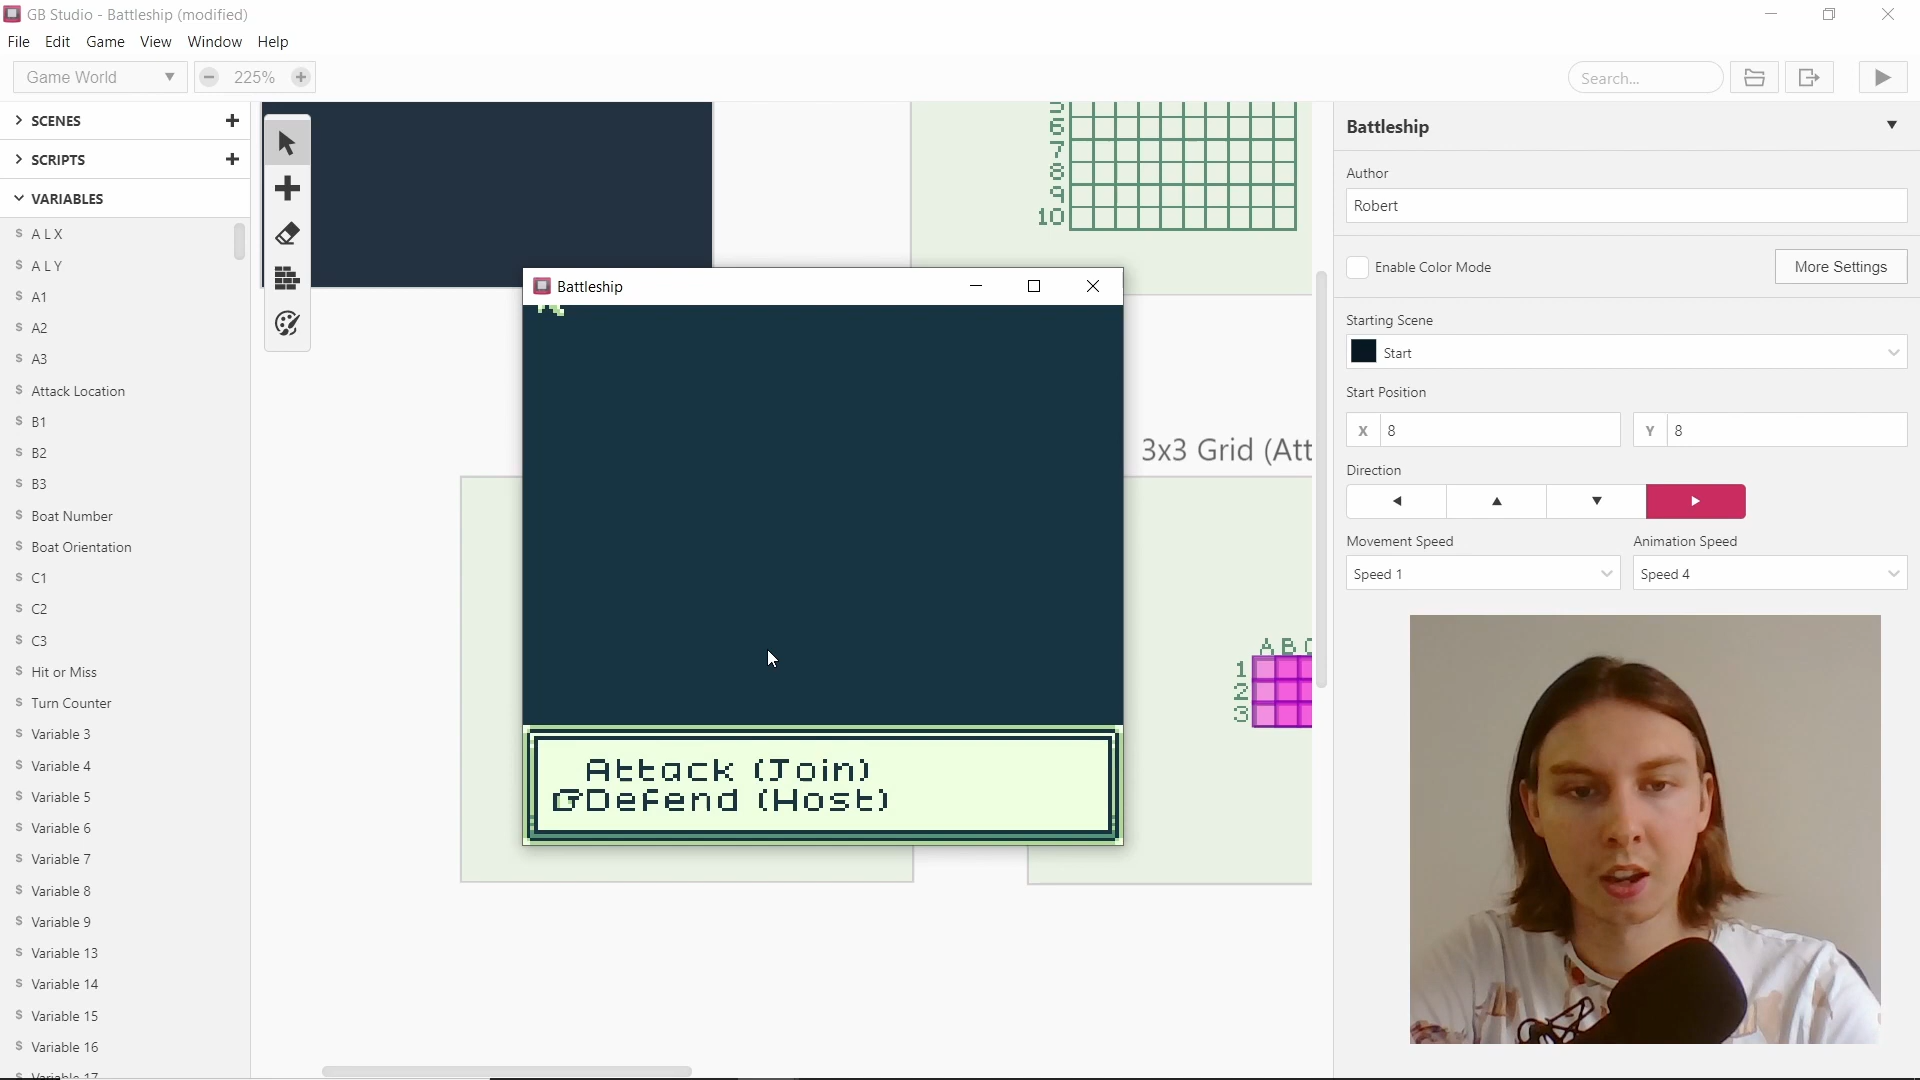 GB Studio - Battleship (modified)
File Edit Game View Window Help
Game World
225%
Search...
SCENES
SCRIPTS
VARIABLES
$ A L X
$ A L Y
$ A1
$ A2
$ A3
$ Attack Location
$ B1
$ B2
$ B3
$ Boat Number
$ Boat Orientation
$ C1
$ C2
$ C3
$ Hit or Miss
$ Turn Counter
$ Variable 3
$ Variable 4
$ Variable 5
$ Variable 6
$ Variable 7
$ Variable 8
$ Variable 9
$ Variable 13
$ Variable 14
$ Variable 15
$ Variable 16
$ Variable 17
5
6
7
8
9
10
Battleship
Attack (Join)
Defend (Host)
3x3 Grid (Att
A B C
1
2
3
Battleship
Author
Robert
Enable Color Mode
More Settings
Starting Scene
Start
Start Position
X 8
Y 8
Direction
Movement Speed
Animation Speed
Speed 1
Speed 4